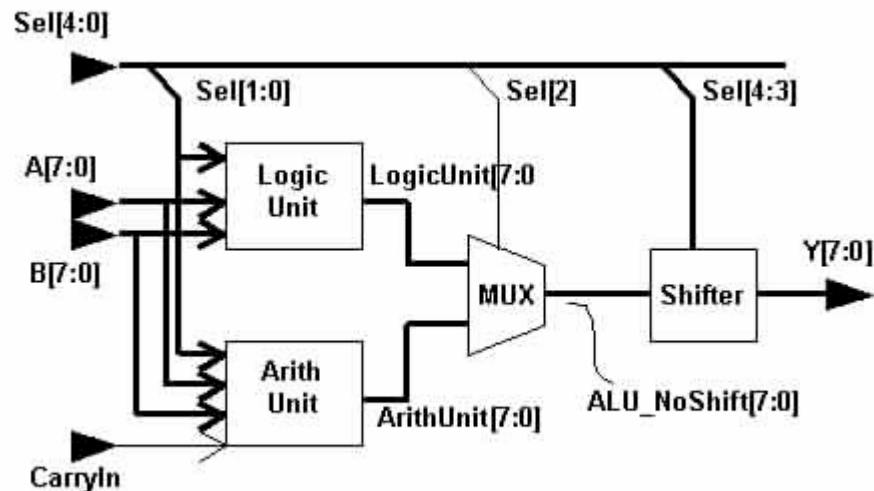 Sel[4:0]
Sel[1:0]
Sel[2]
Sel[4:3]
A[7:0]
Logic
Unit
LogicUnit[7:0
B[7:0]
Y[7:0]
MUX
Shifter
Arith
Unit
ArithUnit[7:0]
ALU_NoShift[7:0]
CarryIn